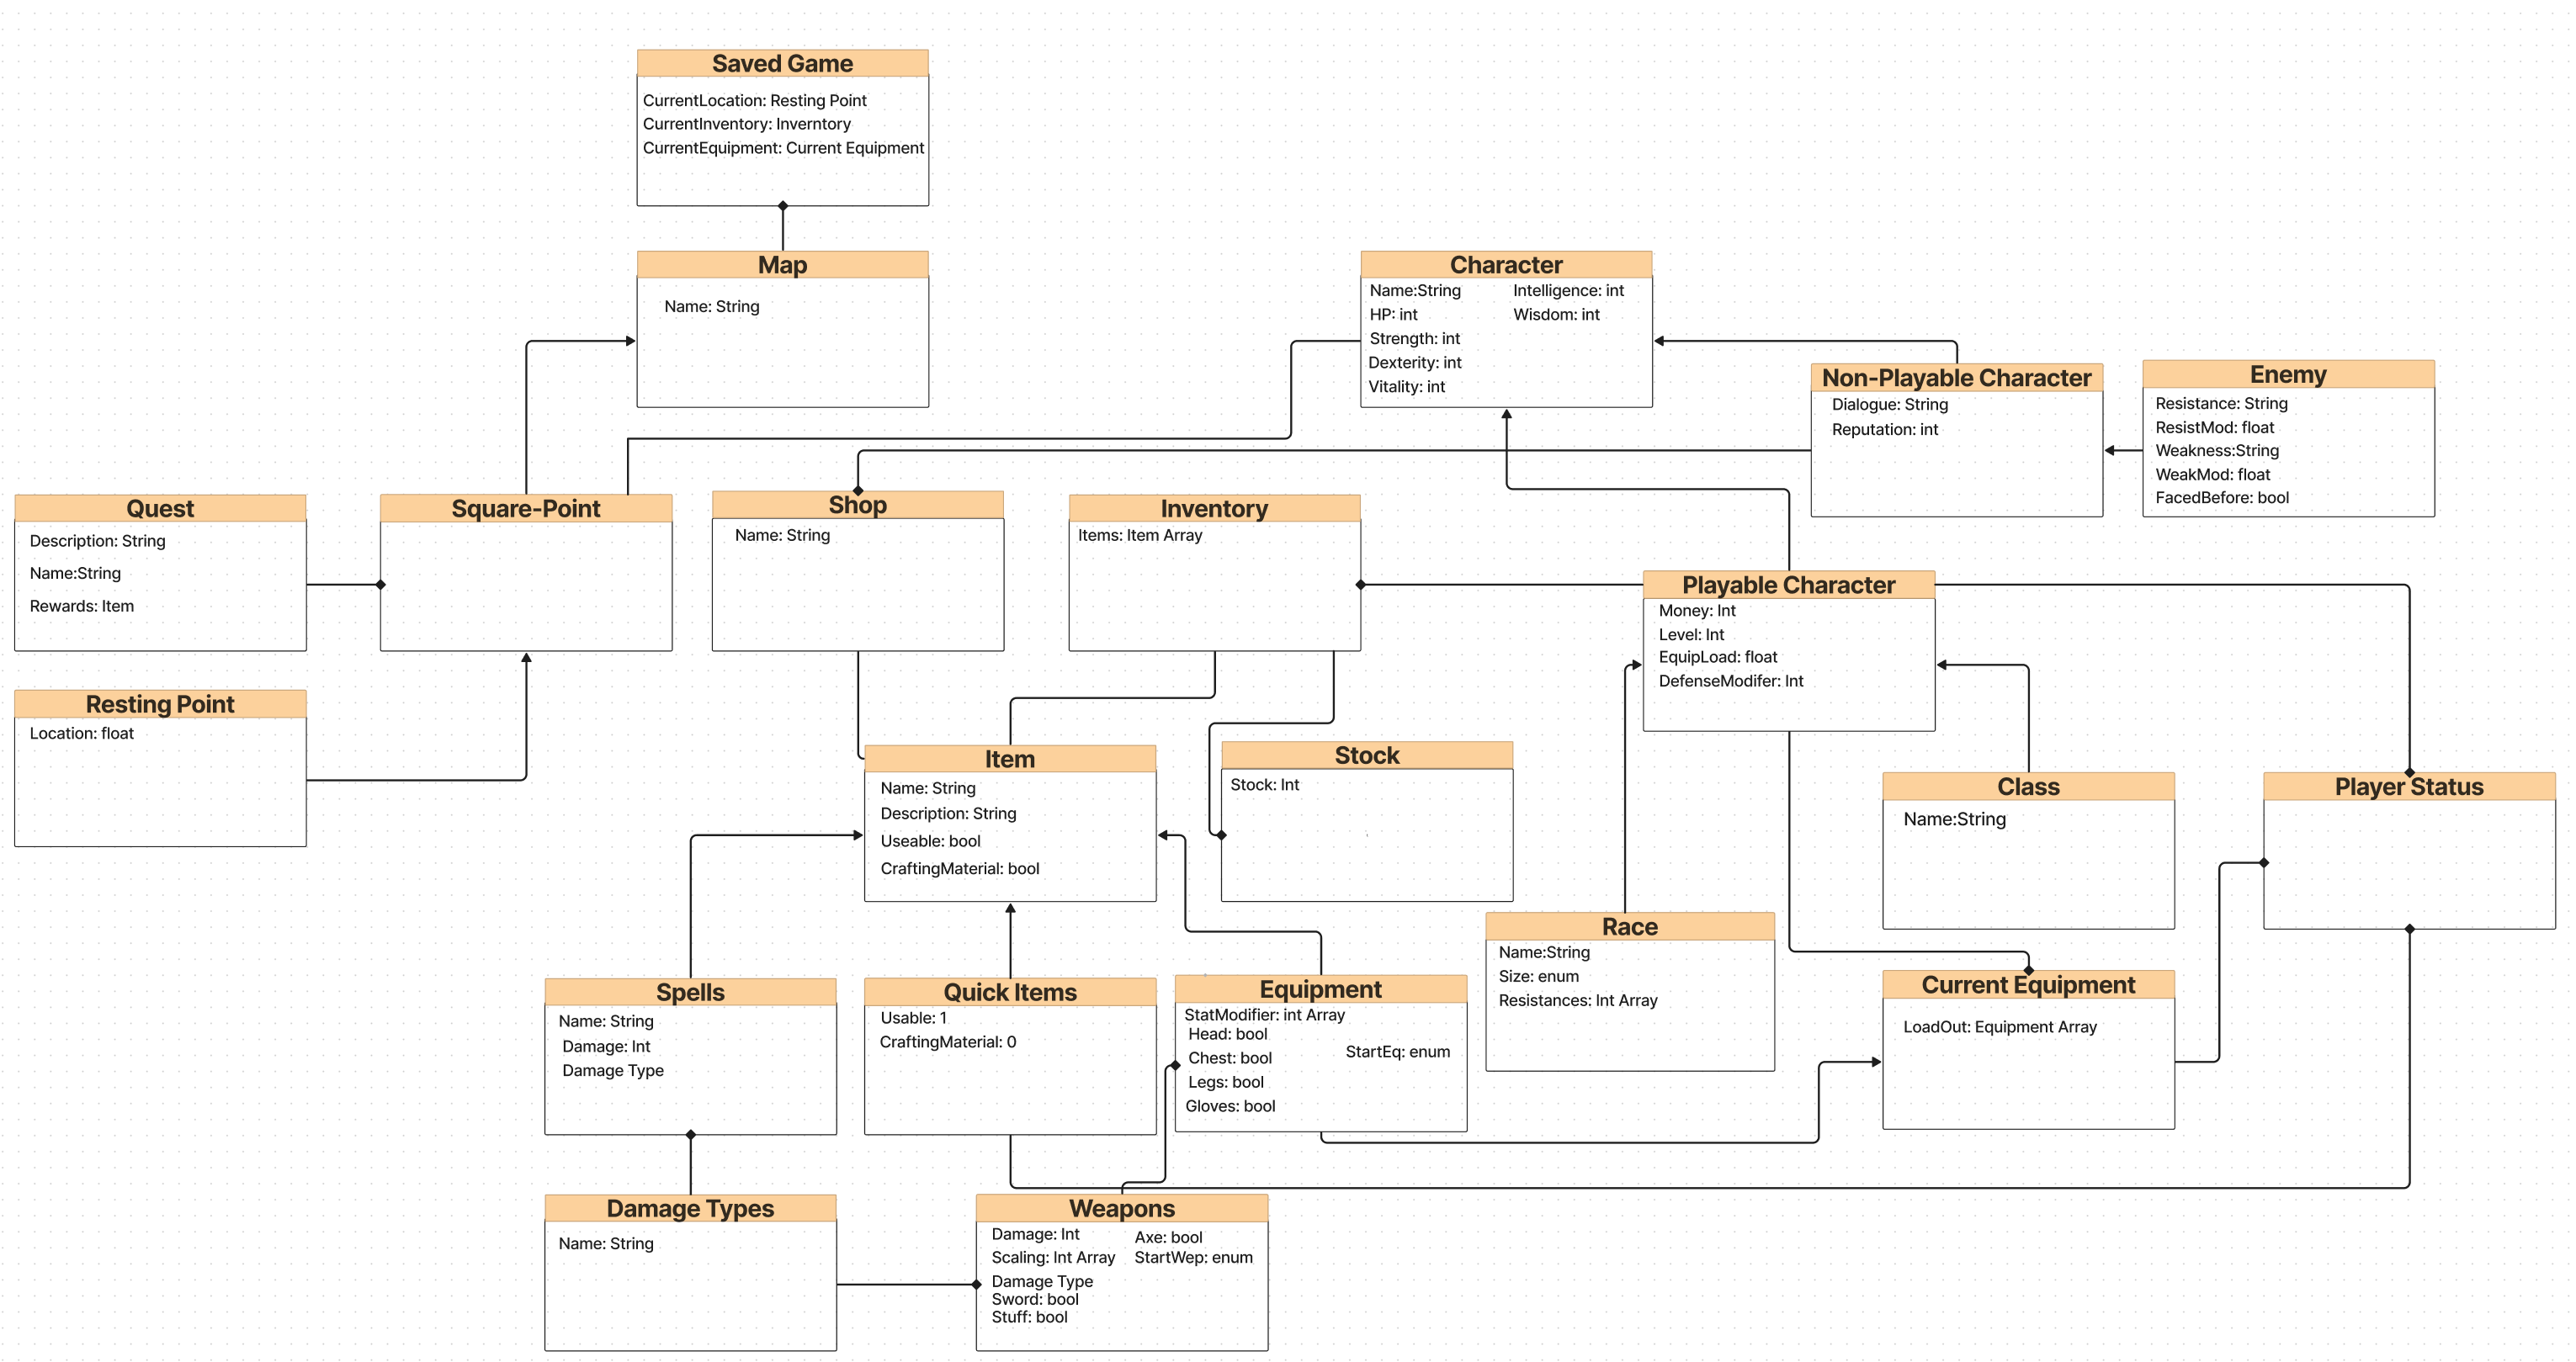 Saved Game
CurrentLocation: Resting Point
CurrentInventory: Inverntory
CurrentEquipment: Current Equipment
Map
Name: String
Character
Name:String
HP: int
Strength: int
Dexterity: int
Vitality: int
Intelligence: int
Wisdom: int
Non-Playable Character
Dialogue: String
Reputation: int
Enemy
Resistance: String
ResistMod: float
Weakness:String
WeakMod: float
FacedBefore: bool
Quest
Description: String
Name:String
Rewards: Item
Square-Point
Shop
Name: String
Inventory
Items: Item Array
Playable Character
Money: Int
Level: Int
EquipLoad: float
DefenseModifer: Int
Resting Point
Location: float
Item
Name: String
Description: String
Useable: bool
CraftingMaterial: bool
Stock
Stock: Int
Class
Name:String
Player Status
Race
Name:String
Size: enum
Resistances: Int Array
Spells
Name: String
Damage: Int
Damage Type
Quick Items
Usable: 1
CraftingMaterial: 0
Equipment
StatModifier: int Array
Head: bool
Chest: bool
Legs: bool
Gloves: bool
StartEq: enum
Current Equipment
LoadOut: Equipment Array
Damage Types
Name: String
Weapons
Damage: Int
Scaling: Int Array
Damage Type
Sword: bool
Stuff: bool
Axe: bool
StartWep: enum